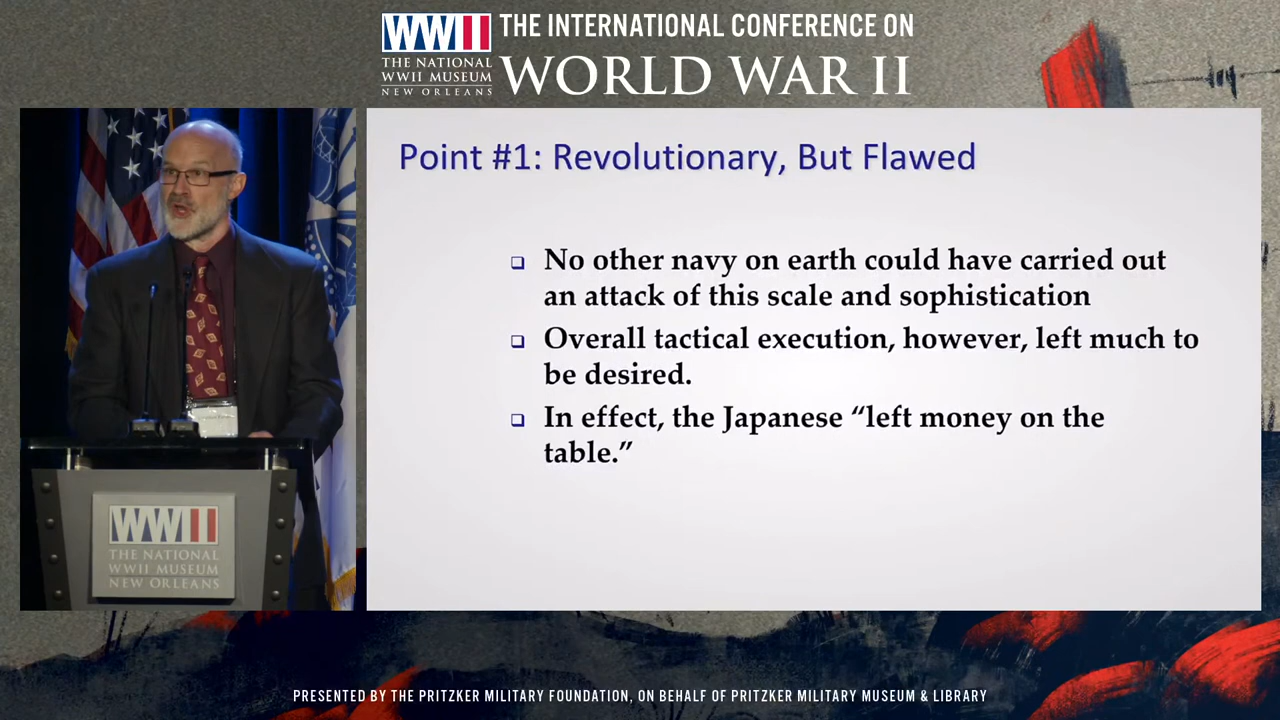 WWII
THE NATIONAL
WWII MUSEUM
NEW ORLEANS
THE INTERNATIONAL CONFERENCE ON
WORLD WAR II
Point #1: Revolutionary, But Flawed
No other navy on earth could have carried out
an attack of this scale and sophistication
Overall tactical execution, however, left much to
be desired.
In effect, the Japanese “left money on the
table.”
WWII
THE NATIONAL
WWII MUSEUM
NEW ORLEANS
PRESENTED BY THE PRITZKER MILITARY FOUNDATION, ON BEHALF OF PRITZKER MILITARY MUSEUM & LIBRARY